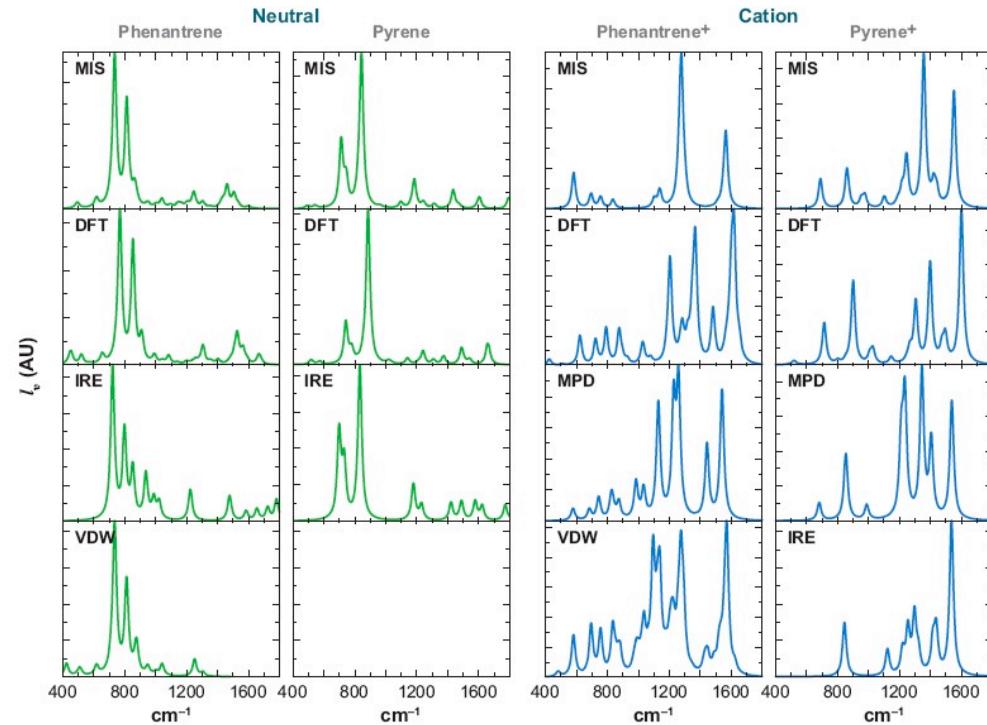 Neutral Cation
Phenantrene Pyrene Phenantrene+ Pyrene+
MIS MIS MIS MIS
DFT DFT DFT DFT
IRE IRE MPD MPD
VDW VDW IRE
I_v (AU)
400 800 1200 1600 400 800 1200 1600 400 800 1200 1600 400 800 1200 1600
cm–1 cm–1 cm–1 cm–1